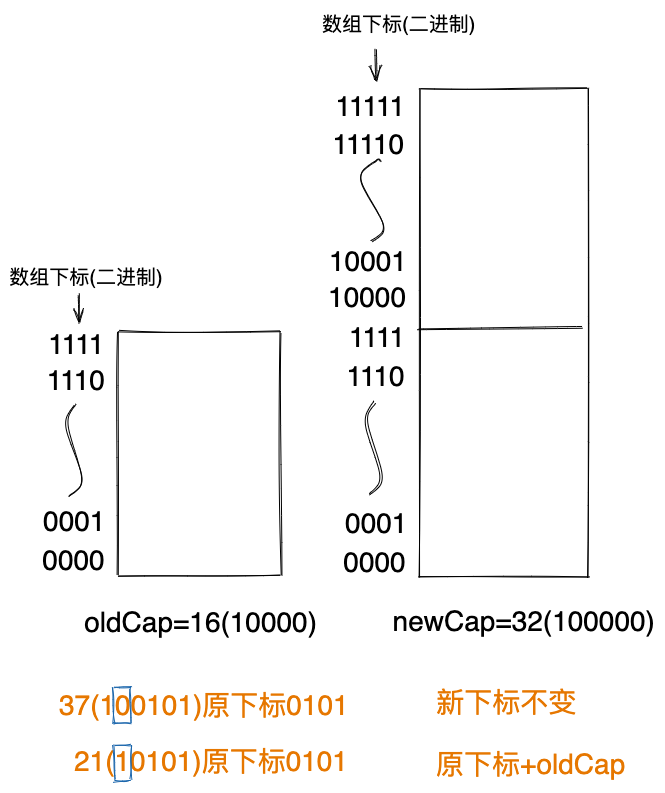 数组下标(二进制)
11111
11110
10001
10000
1111
1110
0001
0000
数组下标(二进制)
1111
1110
0001
0000
oldCap=16(10000)
newCap=32(100000)
37(100101)原下标0101 新下标不变
21(10101)原下标0101 原下标+oldCap